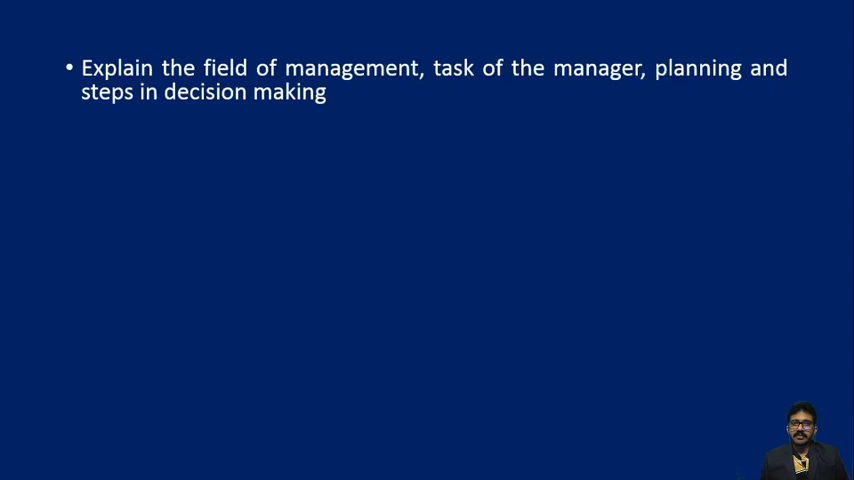 • Explain the field of management, task of the manager, planning and
steps in decision making